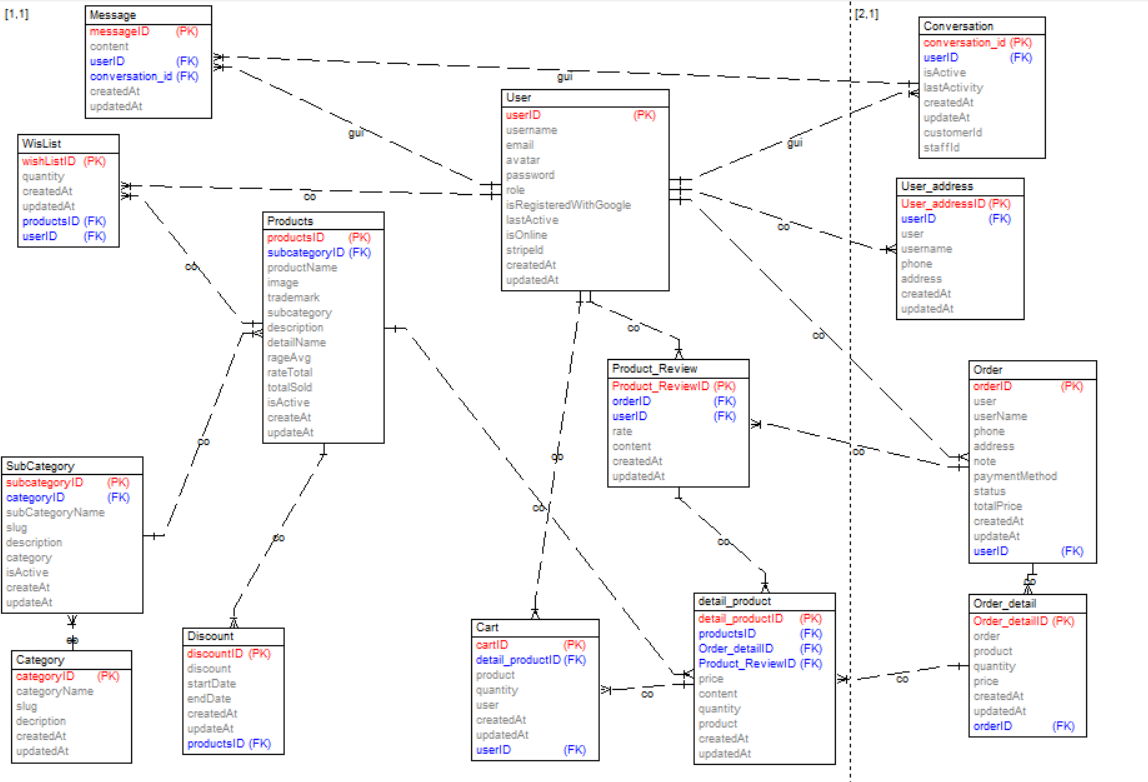 [1,1]
[2,1]
Message
messageID (PK)
content
userID (FK)
conversation_id (FK)
createdAt
updatedAt
Conversation
conversation_id (PK)
userID (FK)
isActive
lastActivity
createdAt
updateAt
customerId
staffId
gui
gui
gui
User
userID (PK)
username
email
avatar
password
role
isRegisteredWithGoogle
lastActive
isOnline
stripeId
createdAt
updatedAt
WisList
wishListID (PK)
quantity
createdAt
updatedAt
productsID (FK)
userID (FK)
co
co
User_address
User_addressID (PK)
userID (FK)
user
username
phone
address
createdAt
updatedAt
co
Products
productsID (PK)
subcategoryID (FK)
productName
image
trademark
subcategory
description
detailName
rageAvg
rateTotal
totalSold
isActive
createAt
updateAt
co
co
Product_Review
Product_ReviewID (PK)
orderID (FK)
userID (FK)
rate
content
createdAt
updatedAt
co
Order
orderID (PK)
user
userName
phone
address
note
paymentMethod
status
totalPrice
createdAt
updateAt
userID (FK)
co
SubCategory
subcategoryID (PK)
categoryID (FK)
subCategoryName
slug
description
category
isActive
createAt
updateAt
co
co
co
co
co
co
Category
categoryID (PK)
categoryName
slug
decription
createdAt
updatedAt
Discount
discountID (PK)
discount
startDate
endDate
createdAt
updateAt
productsID (FK)
Cart
cartID (PK)
detail_productID (FK)
product
quantity
user
createdAt
updatedAt
userID (FK)
co
detail_product
detail_productID (PK)
productsID (FK)
Order_detailID (FK)
Product_ReviewID (FK)
price
content
quantity
product
createdAt
updatedAt
co
Order_detail
Order_detailID (PK)
order
product
quantity
price
createdAt
updatedAt
orderID (FK)